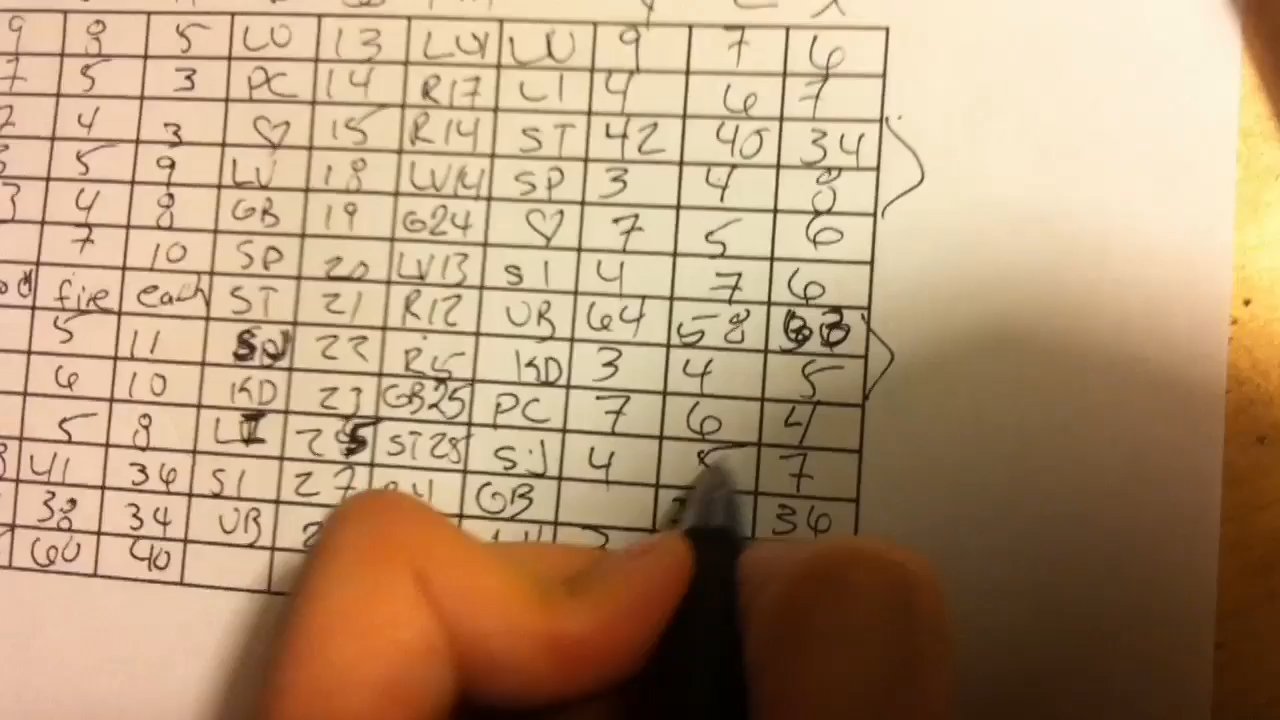 9 8 5 LU 13 LU LU 9 7 6
7 5 3 PC 14 R17 LI 4 6 7
4 3 ♡ 15 R14 ST 42 40 34
5 9 LV 18 LV14 SP 3 4 8
3 4 8 GB 19 G24 ♡ 7 5 6
7 10 SP 20 LV13 SI 4 7 6
fire each ST 21 R12 UB 64 58
5 11 22 R15 KD 3 4 5
6 10 KD 23 GB25 PC 7 6 4
5 8 LI 25 ST28 SJ 4 5 7
41 34 SI 27 GB 36
38 34 UB
60 40